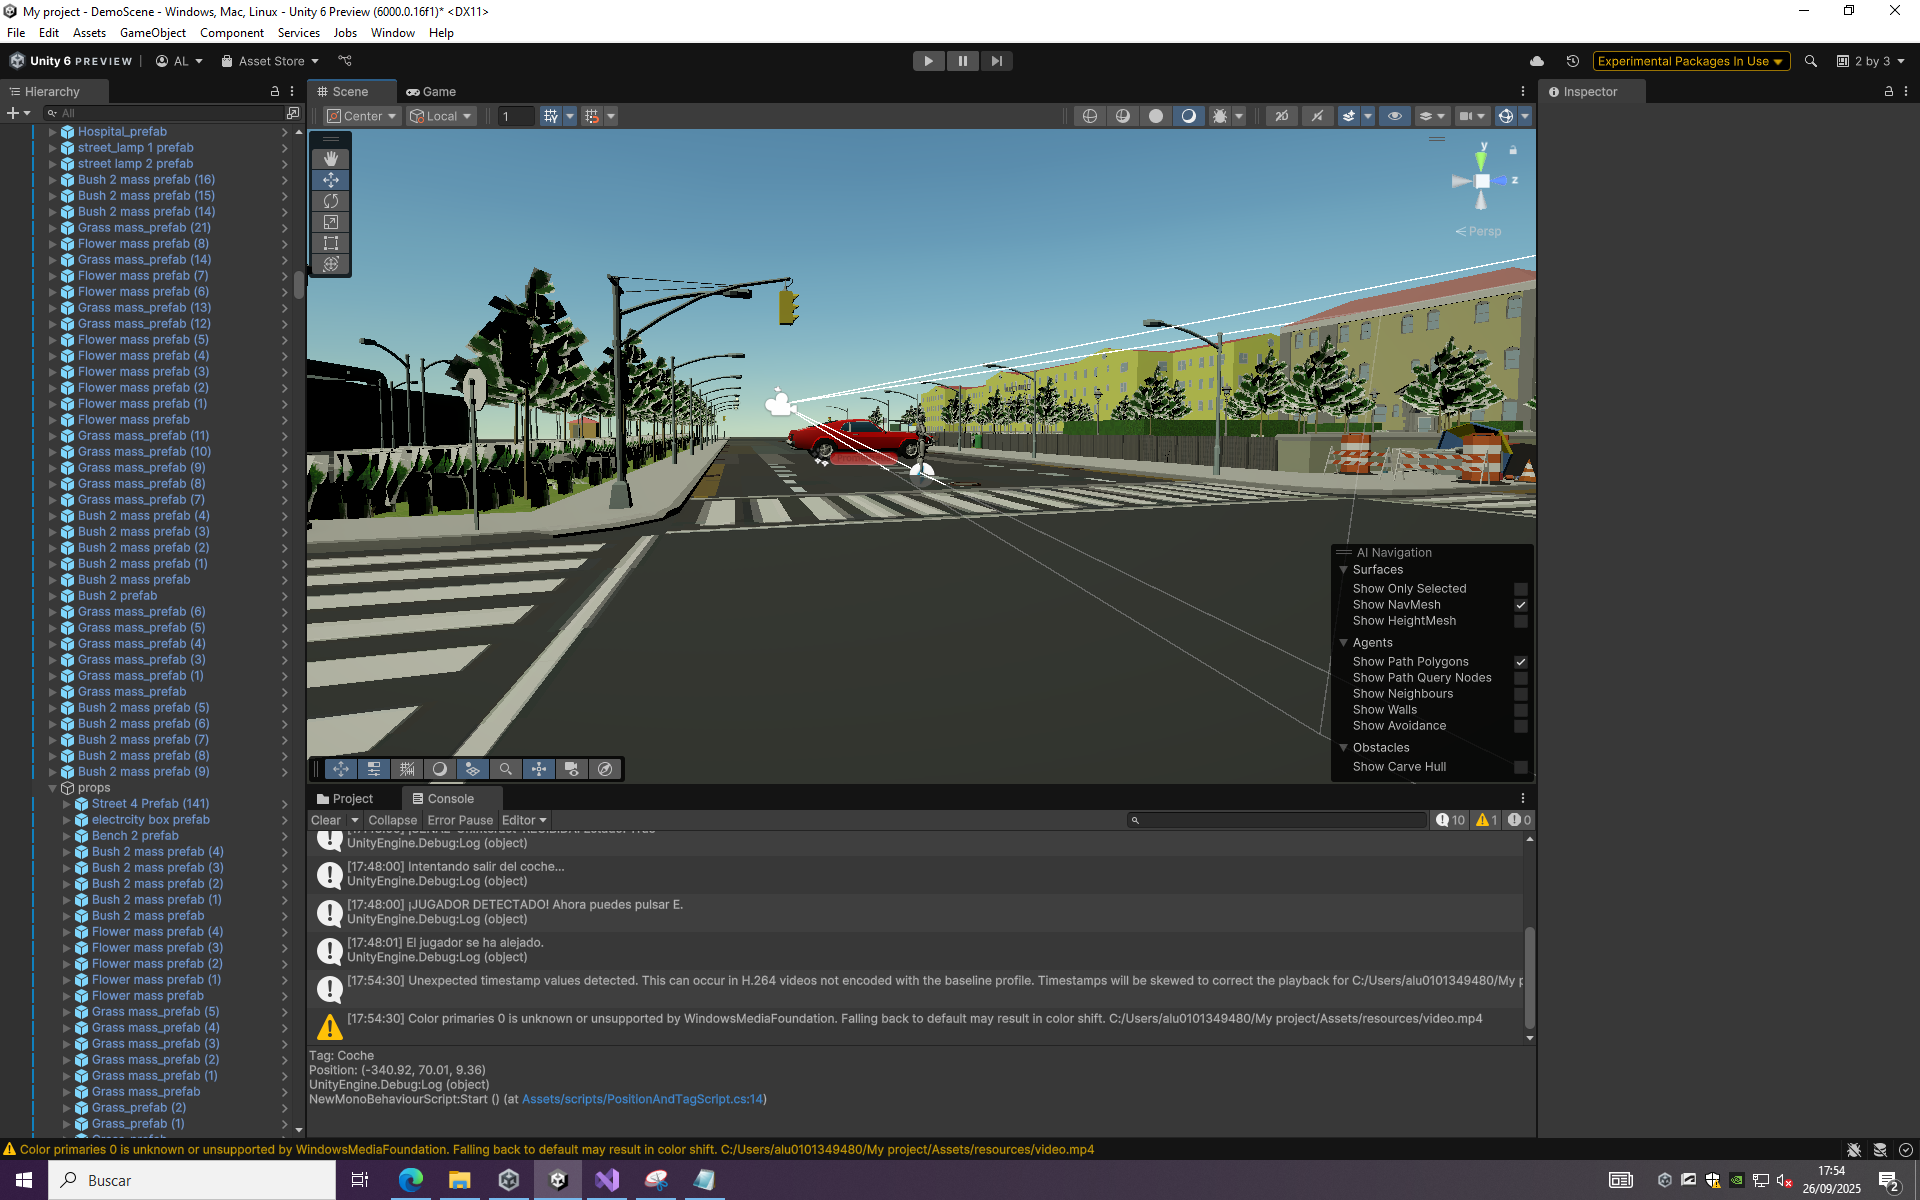 My project - DemoScene - Windows, Mac, Linux - Unity 6 Preview (6000.0.16f1)* <DX11>
File Edit Assets GameObject Component Services Jobs Window Help
Unity 6 PREVIEW AL Asset Store Experimental Packages In Use 2 by 3
Hierarchy
All
Hospital_prefab
street_lamp 1 prefab
street lamp 2 prefab
Bush 2 mass prefab (16)
Bush 2 mass prefab (15)
Bush 2 mass prefab (14)
Grass mass_prefab (21)
Flower mass prefab (8)
Grass mass_prefab (14)
Flower mass prefab (7)
Flower mass prefab (6)
Grass mass_prefab (13)
Grass mass_prefab (12)
Flower mass prefab (5)
Flower mass prefab (4)
Flower mass prefab (3)
Flower mass prefab (2)
Flower mass prefab (1)
Flower mass prefab
Grass mass_prefab (11)
Grass mass_prefab (10)
Grass mass_prefab (9)
Grass mass_prefab (8)
Grass mass_prefab (7)
Bush 2 mass prefab (4)
Bush 2 mass prefab (3)
Bush 2 mass prefab (2)
Bush 2 mass prefab (1)
Bush 2 mass prefab
Bush 2 prefab
Grass mass_prefab (6)
Grass mass_prefab (5)
Grass mass_prefab (4)
Grass mass_prefab (3)
Grass mass_prefab (1)
Grass mass_prefab
Bush 2 mass prefab (5)
Bush 2 mass prefab (6)
Bush 2 mass prefab (7)
Bush 2 mass prefab (8)
Bush 2 mass prefab (9)
props
Street 4 Prefab (141)
electrcity box prefab
Bench 2 prefab
Bush 2 mass prefab (4)
Bush 2 mass prefab (3)
Bush 2 mass prefab (2)
Bush 2 mass prefab (1)
Bush 2 mass prefab
Flower mass prefab (4)
Flower mass prefab (3)
Flower mass prefab (2)
Flower mass prefab (1)
Flower mass prefab
Grass mass_prefab (5)
Grass mass_prefab (4)
Grass mass_prefab (3)
Grass mass_prefab (2)
Grass mass_prefab (1)
Grass mass_prefab
Grass_prefab (2)
Grass_prefab (1)
Scene Game
Center Local 1 2D
y
z
Persp
AI Navigation
Surfaces
Show Only Selected
Show NavMesh
Show HeightMesh
Agents
Show Path Polygons
Show Path Query Nodes
Show Neighbours
Show Walls
Show Avoidance
Obstacles
Show Carve Hull
Inspector
Project Console
Clear Collapse Error Pause Editor 10 1 0
UnityEngine.Debug:Log (object)
[17:48:00] Intentando salir del coche...
UnityEngine.Debug:Log (object)
[17:48:00] ¡JUGADOR DETECTADO! Ahora puedes pulsar E.
UnityEngine.Debug:Log (object)
[17:48:01] El jugador se ha alejado.
UnityEngine.Debug:Log (object)
[17:54:30] Unexpected timestamp values detected. This can occur in H.264 videos not encoded with the baseline profile. Timestamps will be skewed to correct the playback for C:/Users/alu0101349480/My p
[17:54:30] Color primaries 0 is unknown or unsupported by WindowsMediaFoundation. Falling back to default may result in color shift. C:/Users/alu0101349480/My project/Assets/resources/video.mp4
Tag: Coche
Position: (-340.92, 70.01, 9.36)
UnityEngine.Debug:Log (object)
NewMonoBehaviourScript:Start () (at Assets/scripts/PositionAndTagScript.cs:14)
Color primaries 0 is unknown or unsupported by WindowsMediaFoundation. Falling back to default may result in color shift. C:/Users/alu0101349480/My project/Assets/resources/video.mp4
Buscar
17:54
26/09/2025
2